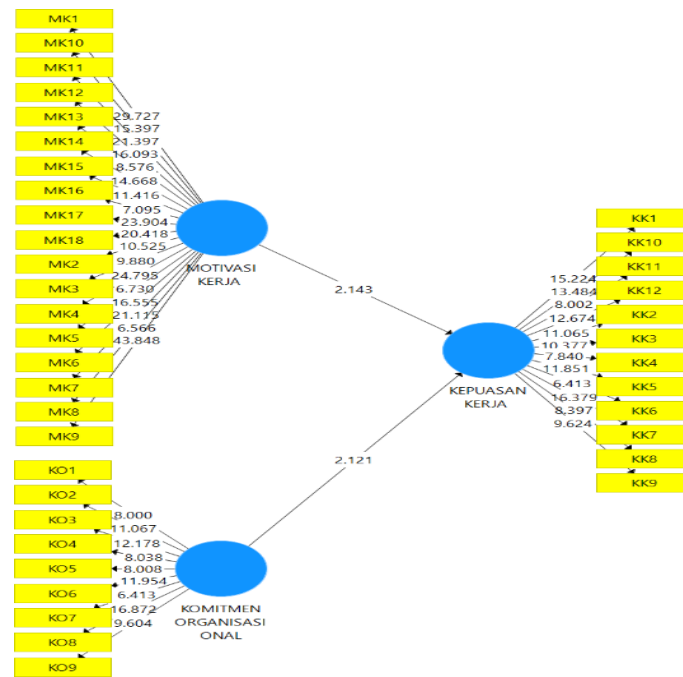 MK1
MK10
MK11
MK12
MK13
MK14
MK15
MK16
MK17
MK18
MK2
MK3
MK4
MK5
MK6
MK7
MK8
MK9
29.727
15.397
21.397
16.093
8.576
14.668
11.416
7.095
23.904
20.418
10.525
9.880
24.795
6.730
16.555
21.115
6.566
43.848
MOTIVASI
KERJA
2.143
KO1
KO2
KO3
KO4
KO5
KO6
KO7
KO8
KO9
8.000
11.067
12.178
8.038
8.008
11.954
6.413
16.872
9.604
KOMITMEN
ORGANISASI
ONAL
2.121
KEPUASAN
KERJA
15.224
13.484
8.002
12.674
11.065
10.377
7.840
11.851
6.413
16.379
8.397
9.624
KK1
KK10
KK11
KK12
KK2
KK3
KK4
KK5
KK6
KK7
KK8
KK9